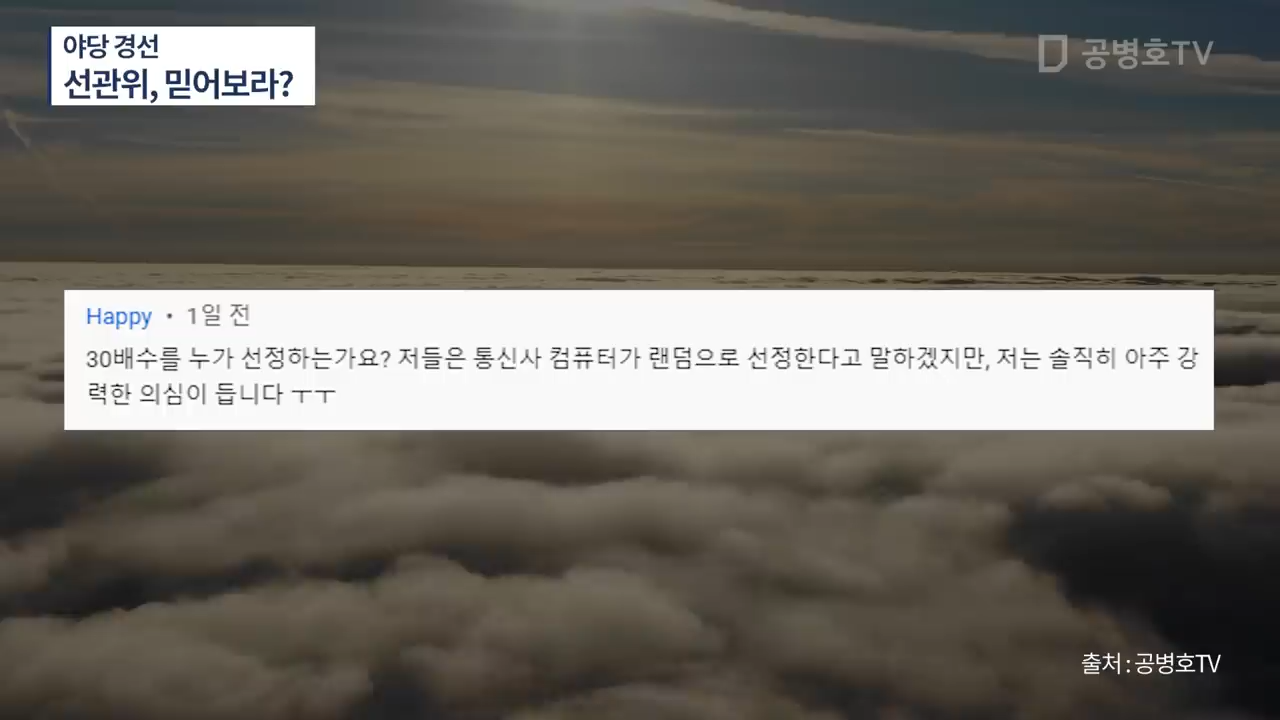 야당 경선
선관위, 믿어보라?
공병호TV
Happy • 1일 전
30배수를 누가 선정하는가요? 저들은 통신사 컴퓨터가 랜덤으로 선정한다고 말하겠지만, 저는 솔직히 아주 강
력한 의심이 듭니다 ㅜㅜ
출처 : 공병호TV